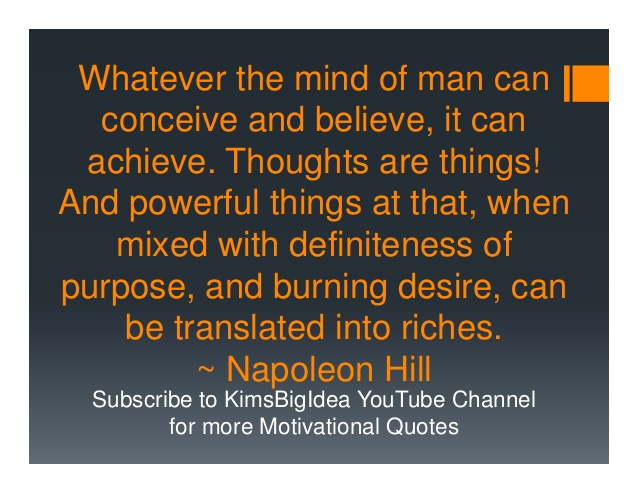 Whatever the mind of man can
conceive and believe, it can
achieve. Thoughts are things!
And powerful things at that, when
mixed with definiteness of
purpose, and burning desire, can
be translated into riches.
~ Napoleon Hill
Subscribe to KimsBigIdea YouTube Channel
for more Motivational Quotes